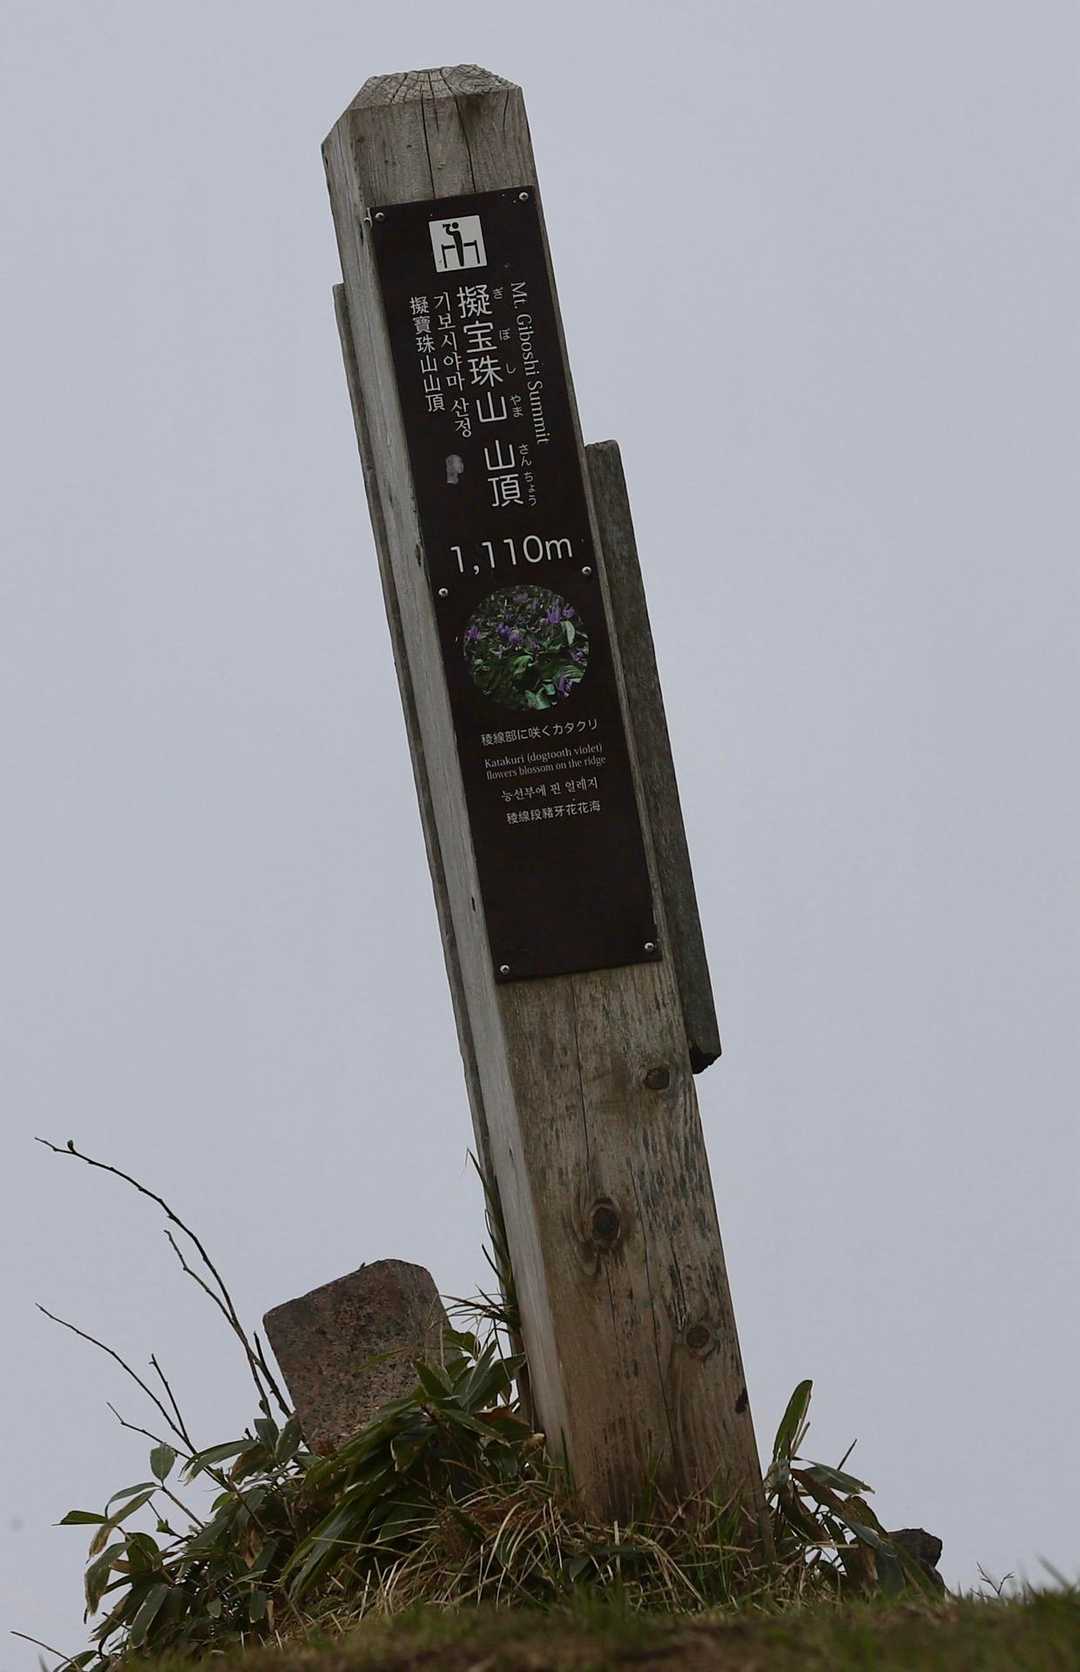 Mt. Giboshi Summit
ぎ ぼ し やま さんちょう
擬宝珠山 山頂
기보시야마 산정
擬寶珠山山頂
1,110m
稜線部に咲くカタクリ
Katakuri (dogtooth violet)
flowers blossom on the ridge
능선부에 핀 얼레지
稜線段豬牙花花海